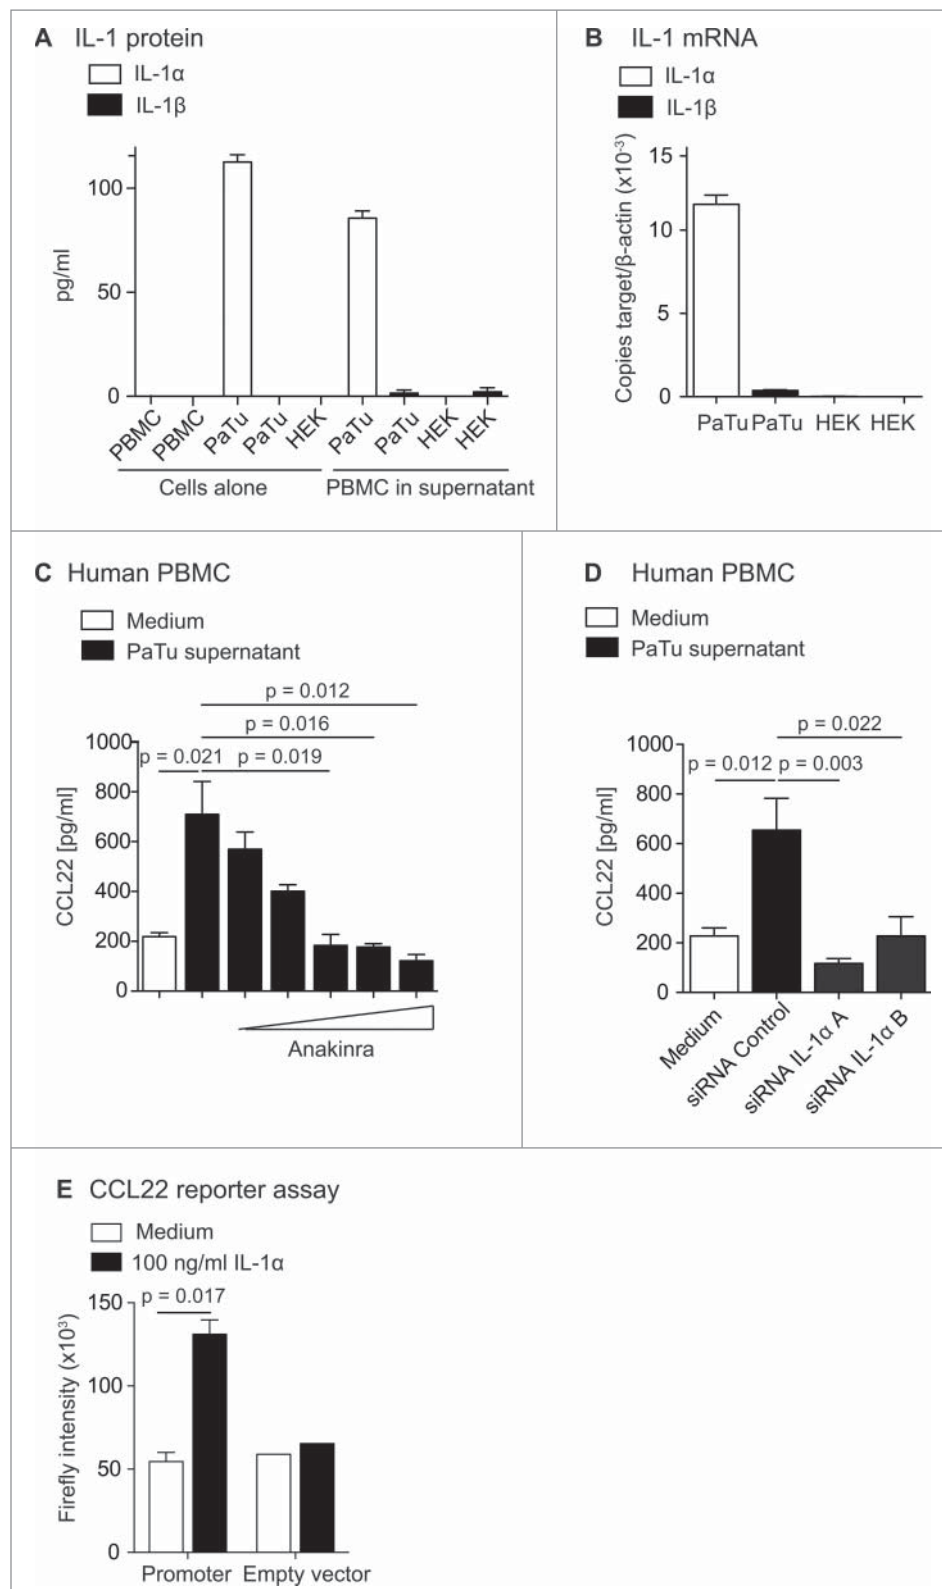 A IL-1 protein
IL-1α
IL-1β
100
50
0
pg/ml
PBMC PBMC PaTu PaTu HEK PaTu PaTu HEK HEK
Cells alone PBMC in supernatant
B IL-1 mRNA
IL-1α
IL-1β
15
10
5
0
Copies target/β-actin (x10⁻³)
PaTu PaTu HEK HEK
C Human PBMC
Medium
PaTu supernatant
p = 0.012
p = 0.016
p = 0.021 p = 0.019
1000
800
600
400
200
0
CCL22 [pg/ml]
Anakinra
D Human PBMC
Medium
PaTu supernatant
p = 0.022
p = 0.012 p = 0.003
1000
800
600
400
200
0
CCL22 [pg/ml]
Medium
siRNA Control
siRNA IL-1α A
siRNA IL-1α B
E CCL22 reporter assay
Medium
100 ng/ml IL-1α
p = 0.017
150
100
50
0
Firefly intensity (x10³)
Promoter Empty vector